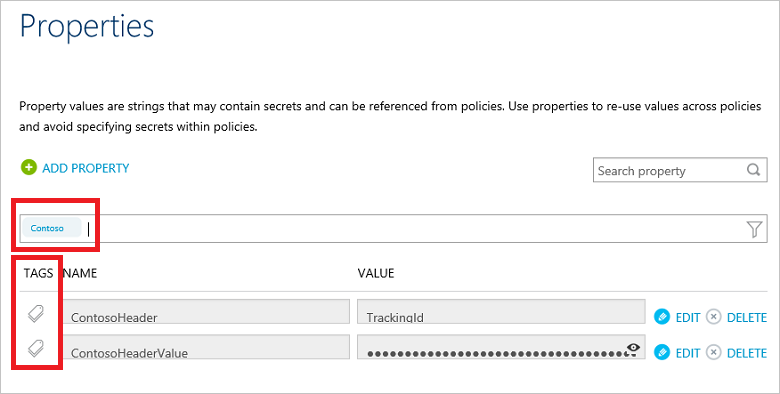 Properties
Property values are strings that may contain secrets and can be referenced from policies. Use properties to re-use values across policies
and avoid specifying secrets within policies.
ADD PROPERTY
Search property
Contoso
TAGS NAME VALUE
ContosoHeader TrackingId EDIT DELETE
ContosoHeaderValue ●●●●●●●●●●●●●●●●●●●●●●●●●●●●●●●●●●●● EDIT DELETE